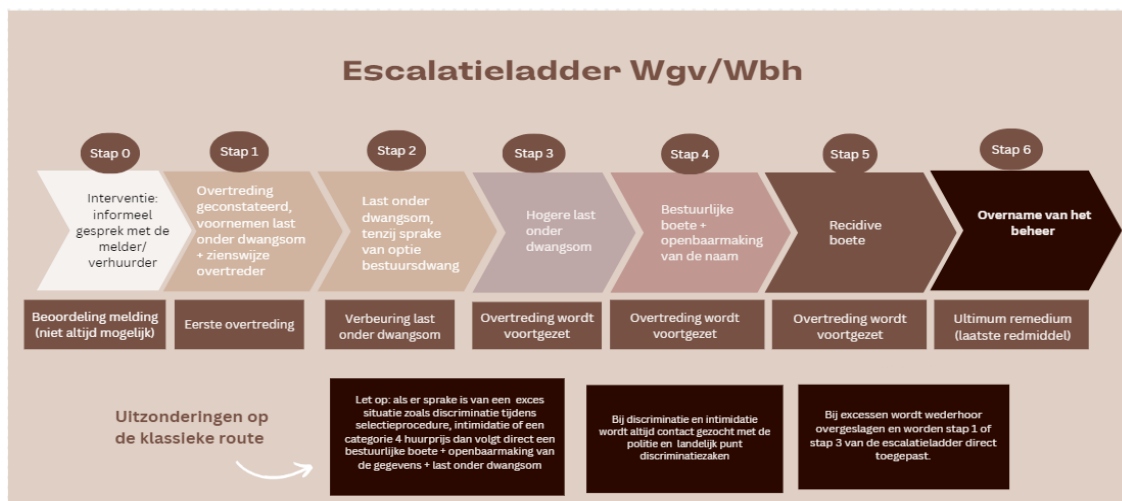 Escalatieladder Wgv/Wbh
Stap 0
Stap 1
Stap 2
Stap 3
Stap 4
Stap 5
Stap 6
Interventie:
informeel
gesprek met de
melder/
verhuurder
Overtreding
geconstateerd,
voornemen last
onder dwangsom
+ zienswijze
overtreder
Last onder
dwangsom,
tenzij sprake
van optie
bestuursdwang
Hogere last
onder
dwangsom
Bestuurlijke
boete +
openbaarmaking
van de naam
Recidive
boete
Overname van het
beheer
Beoordeling melding
(niet altijd mogelijk)
Eerste overtreding
Verbeuring last
onder dwangsom
Overtreding wordt
voortgezet
Overtreding wordt
voortgezet
Overtreding wordt
voortgezet
Ultimum remedium
(laatste redmiddel)
Uitzonderingen op
de klassieke route
Let op: als er sprake is van een exces
situatie zoals discriminatie tijdens
selectieprocedure, intimidatie of een
categorie 4 huurprijs dan volgt direct een
bestuurlijke boete + openbaarmaking van
de gegevens + last onder dwangsom
Bij discriminatie en intimidatie
wordt altijd contact gezocht met de
politie en landelijk punt
discriminatiezaken
Bij excessen wordt wederhoor
overgeslagen en worden stap 1 of
stap 3 van de escalatieladder direct
toegepast.